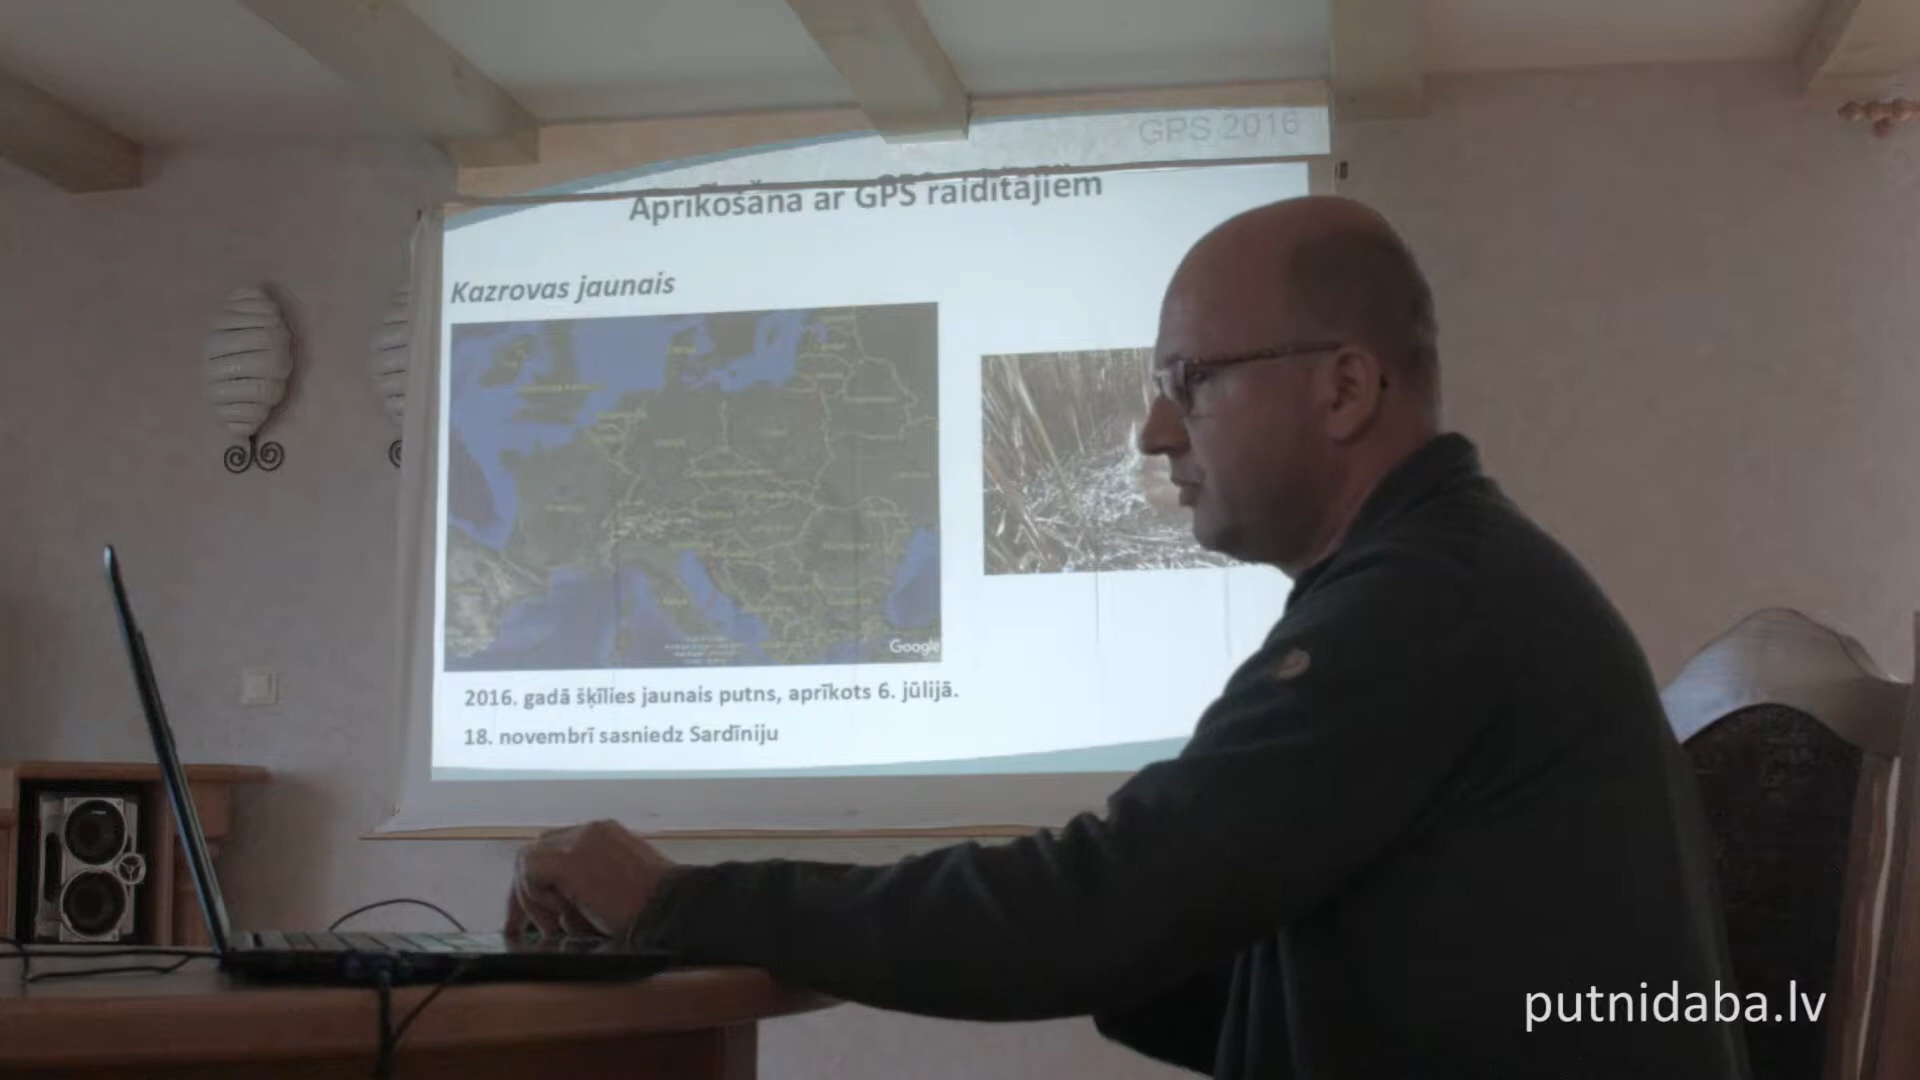 GPS 2016
Aprīkošana ar GPS raidītājiem
Kazrovas jaunais
Google
2016. gadā šķīlies jaunais putns, aprīkots 6. jūlijā.
18. novembrī sasniedz Sardīniju
putnidaba.lv